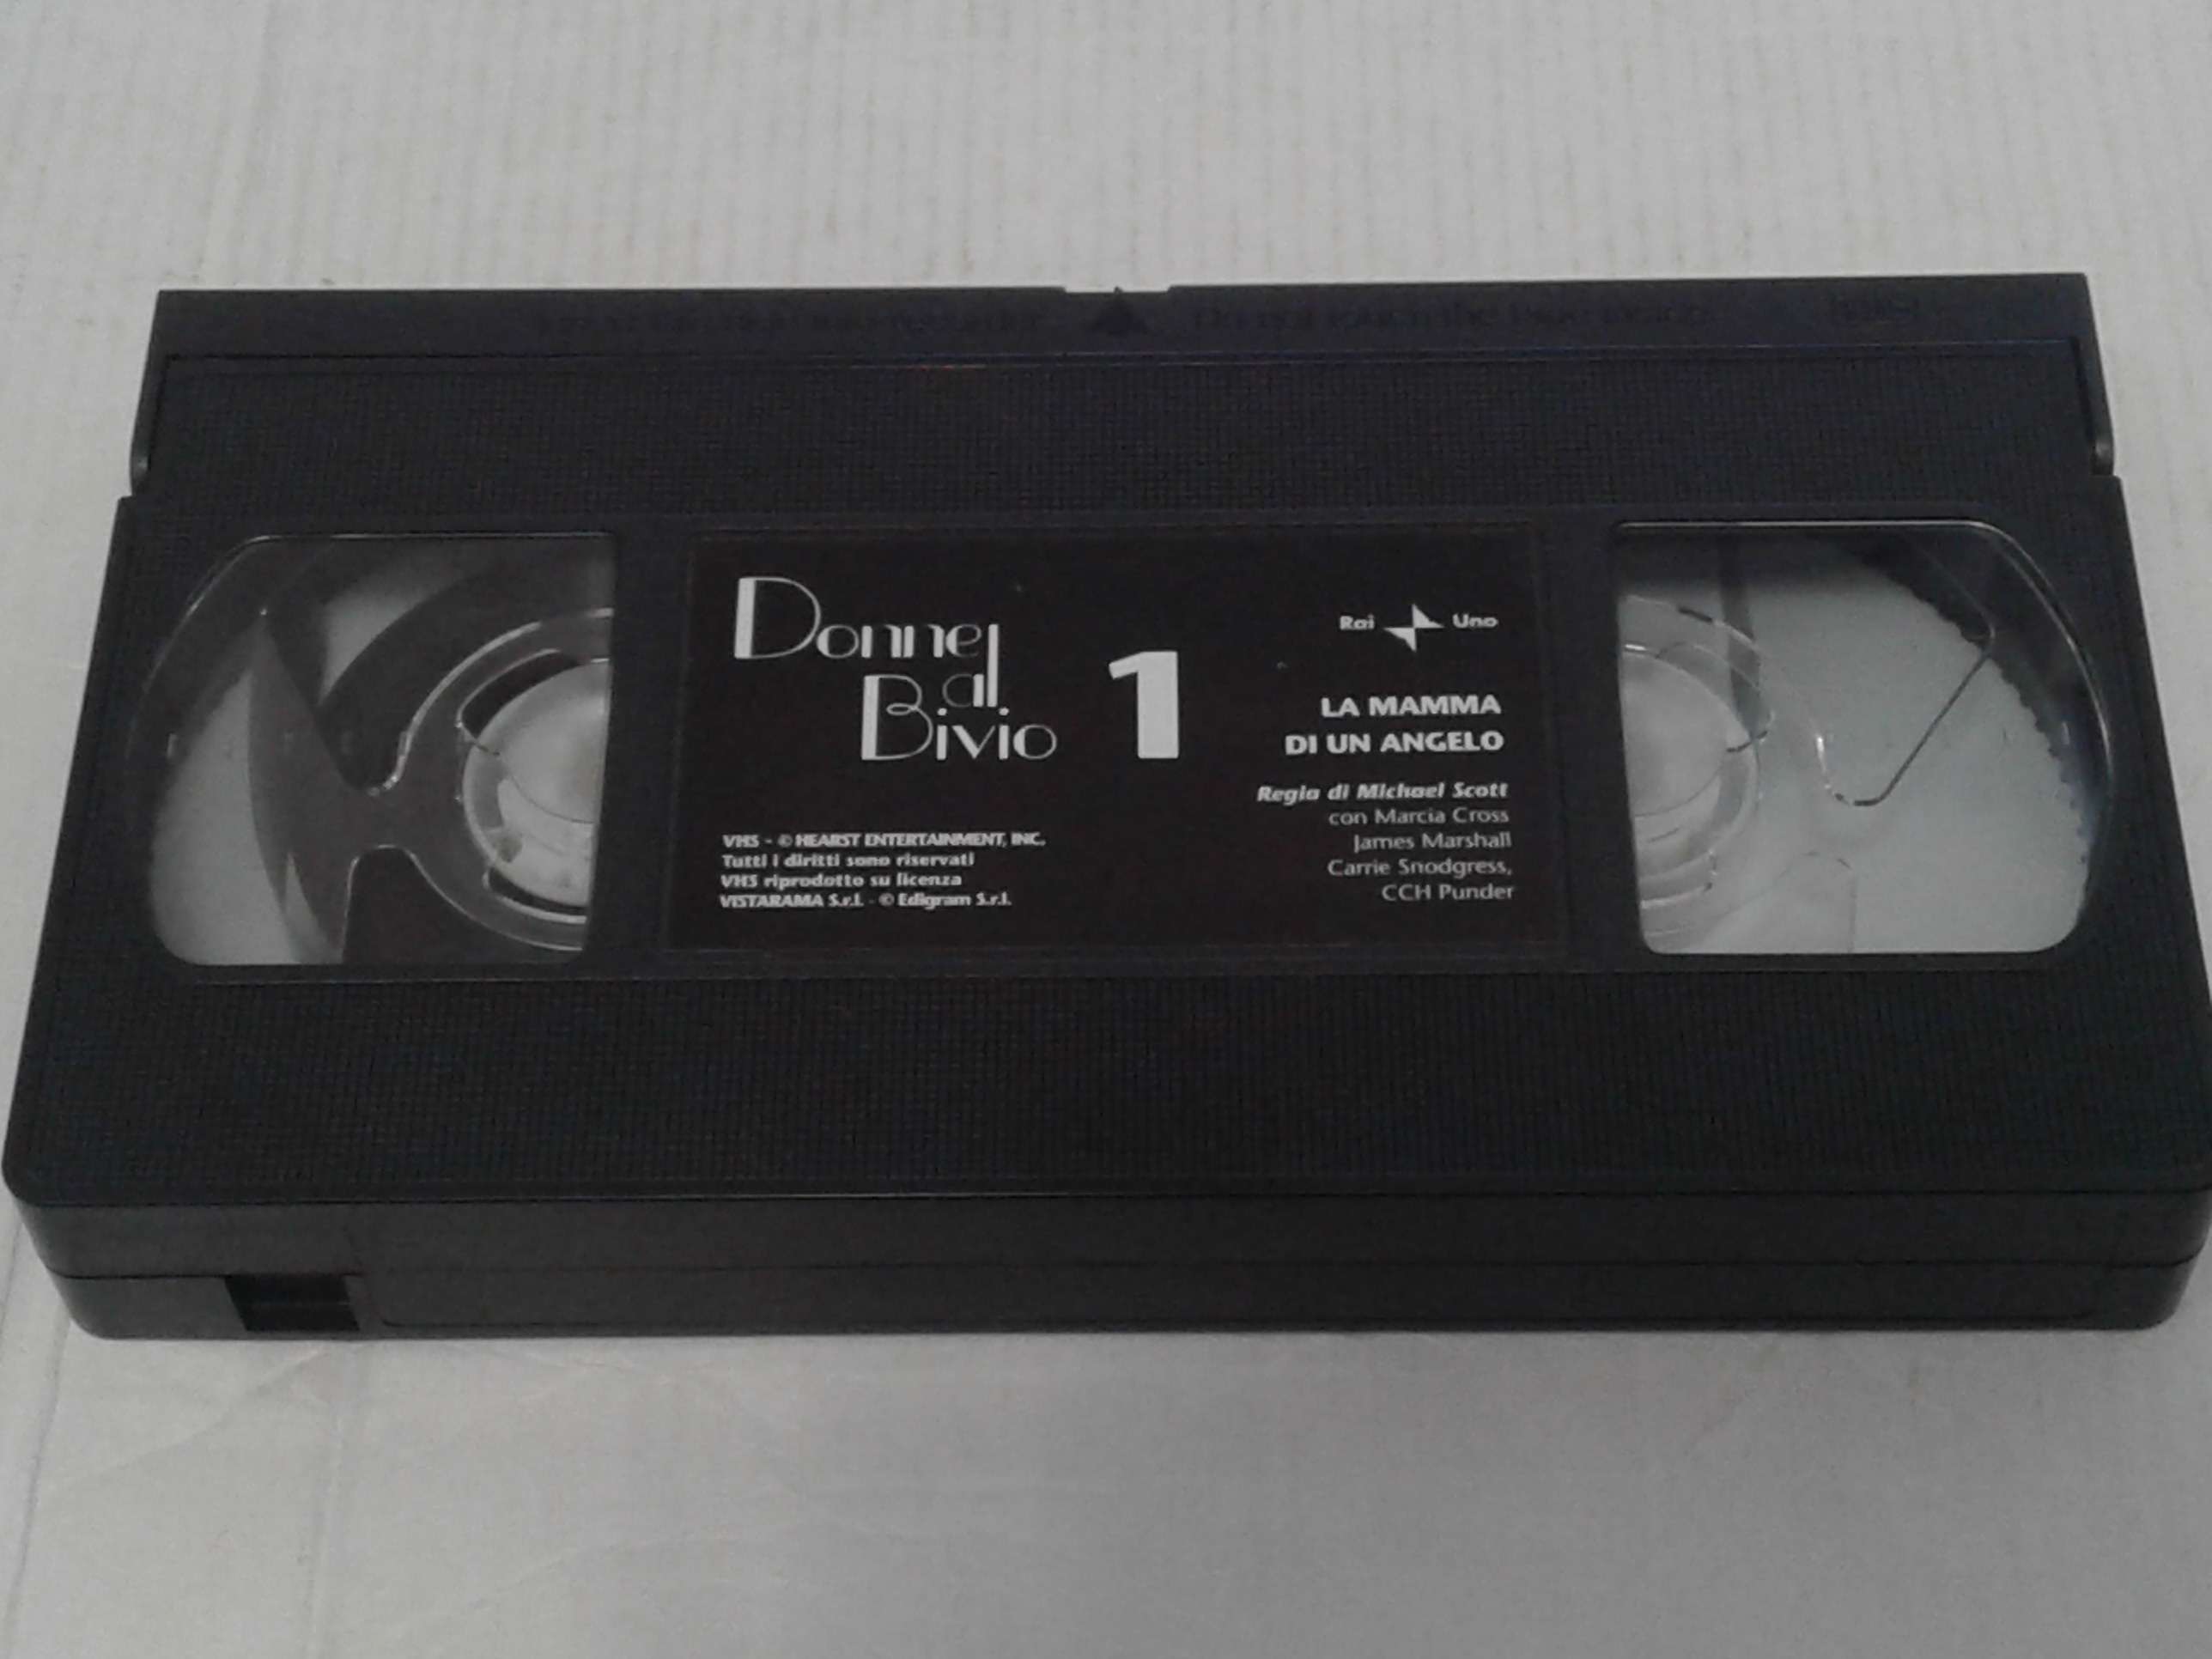 Donne
al
Bivio
1
Rai Uno
LA MAMMA
DI UN ANGELO
Regia di Michael Scott
con Marcia Cross
James Marshall
Carrie Snodgress,
CCH Punder
VHS - © HEARST ENTERTAINMENT, INC.
Tutti i diritti sono riservati
VHS riprodotto su licenza
VISTARAMA S.r.l. - © Edigram S.r.l.